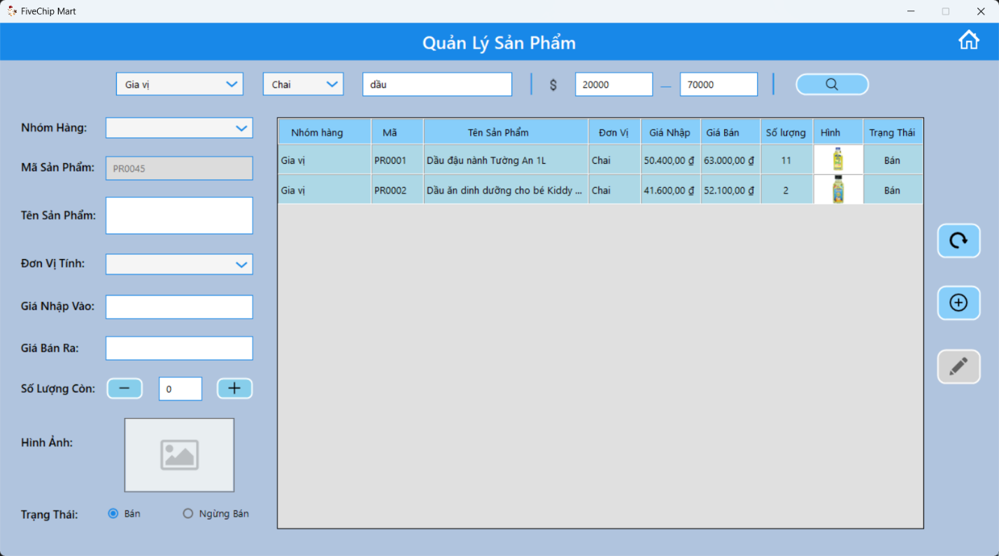 FiveChip Mart
Quản Lý Sản Phẩm
Gia vị Chai dầu $ 20000 — 70000
Nhóm Hàng:
Mã Sản Phẩm: PR0045
Tên Sản Phẩm:
Đơn Vị Tính:
Giá Nhập Vào:
Giá Bán Ra:
Số Lượng Còn: 0
Hình Ảnh:
Trạng Thái: Bán Ngừng Bán
Nhóm hàng Mã Tên Sản Phẩm Đơn Vị Giá Nhập Giá Bán Số lượng Hình Trạng Thái
Gia vị PR0001 Dầu đậu nành Tường An 1L Chai 50.400,00 ₫ 63.000,00 ₫ 11 Bán
Gia vị PR0002 Dầu ăn dinh dưỡng cho bé Kiddy ... Chai 41.600,00 ₫ 52.100,00 ₫ 2 Bán